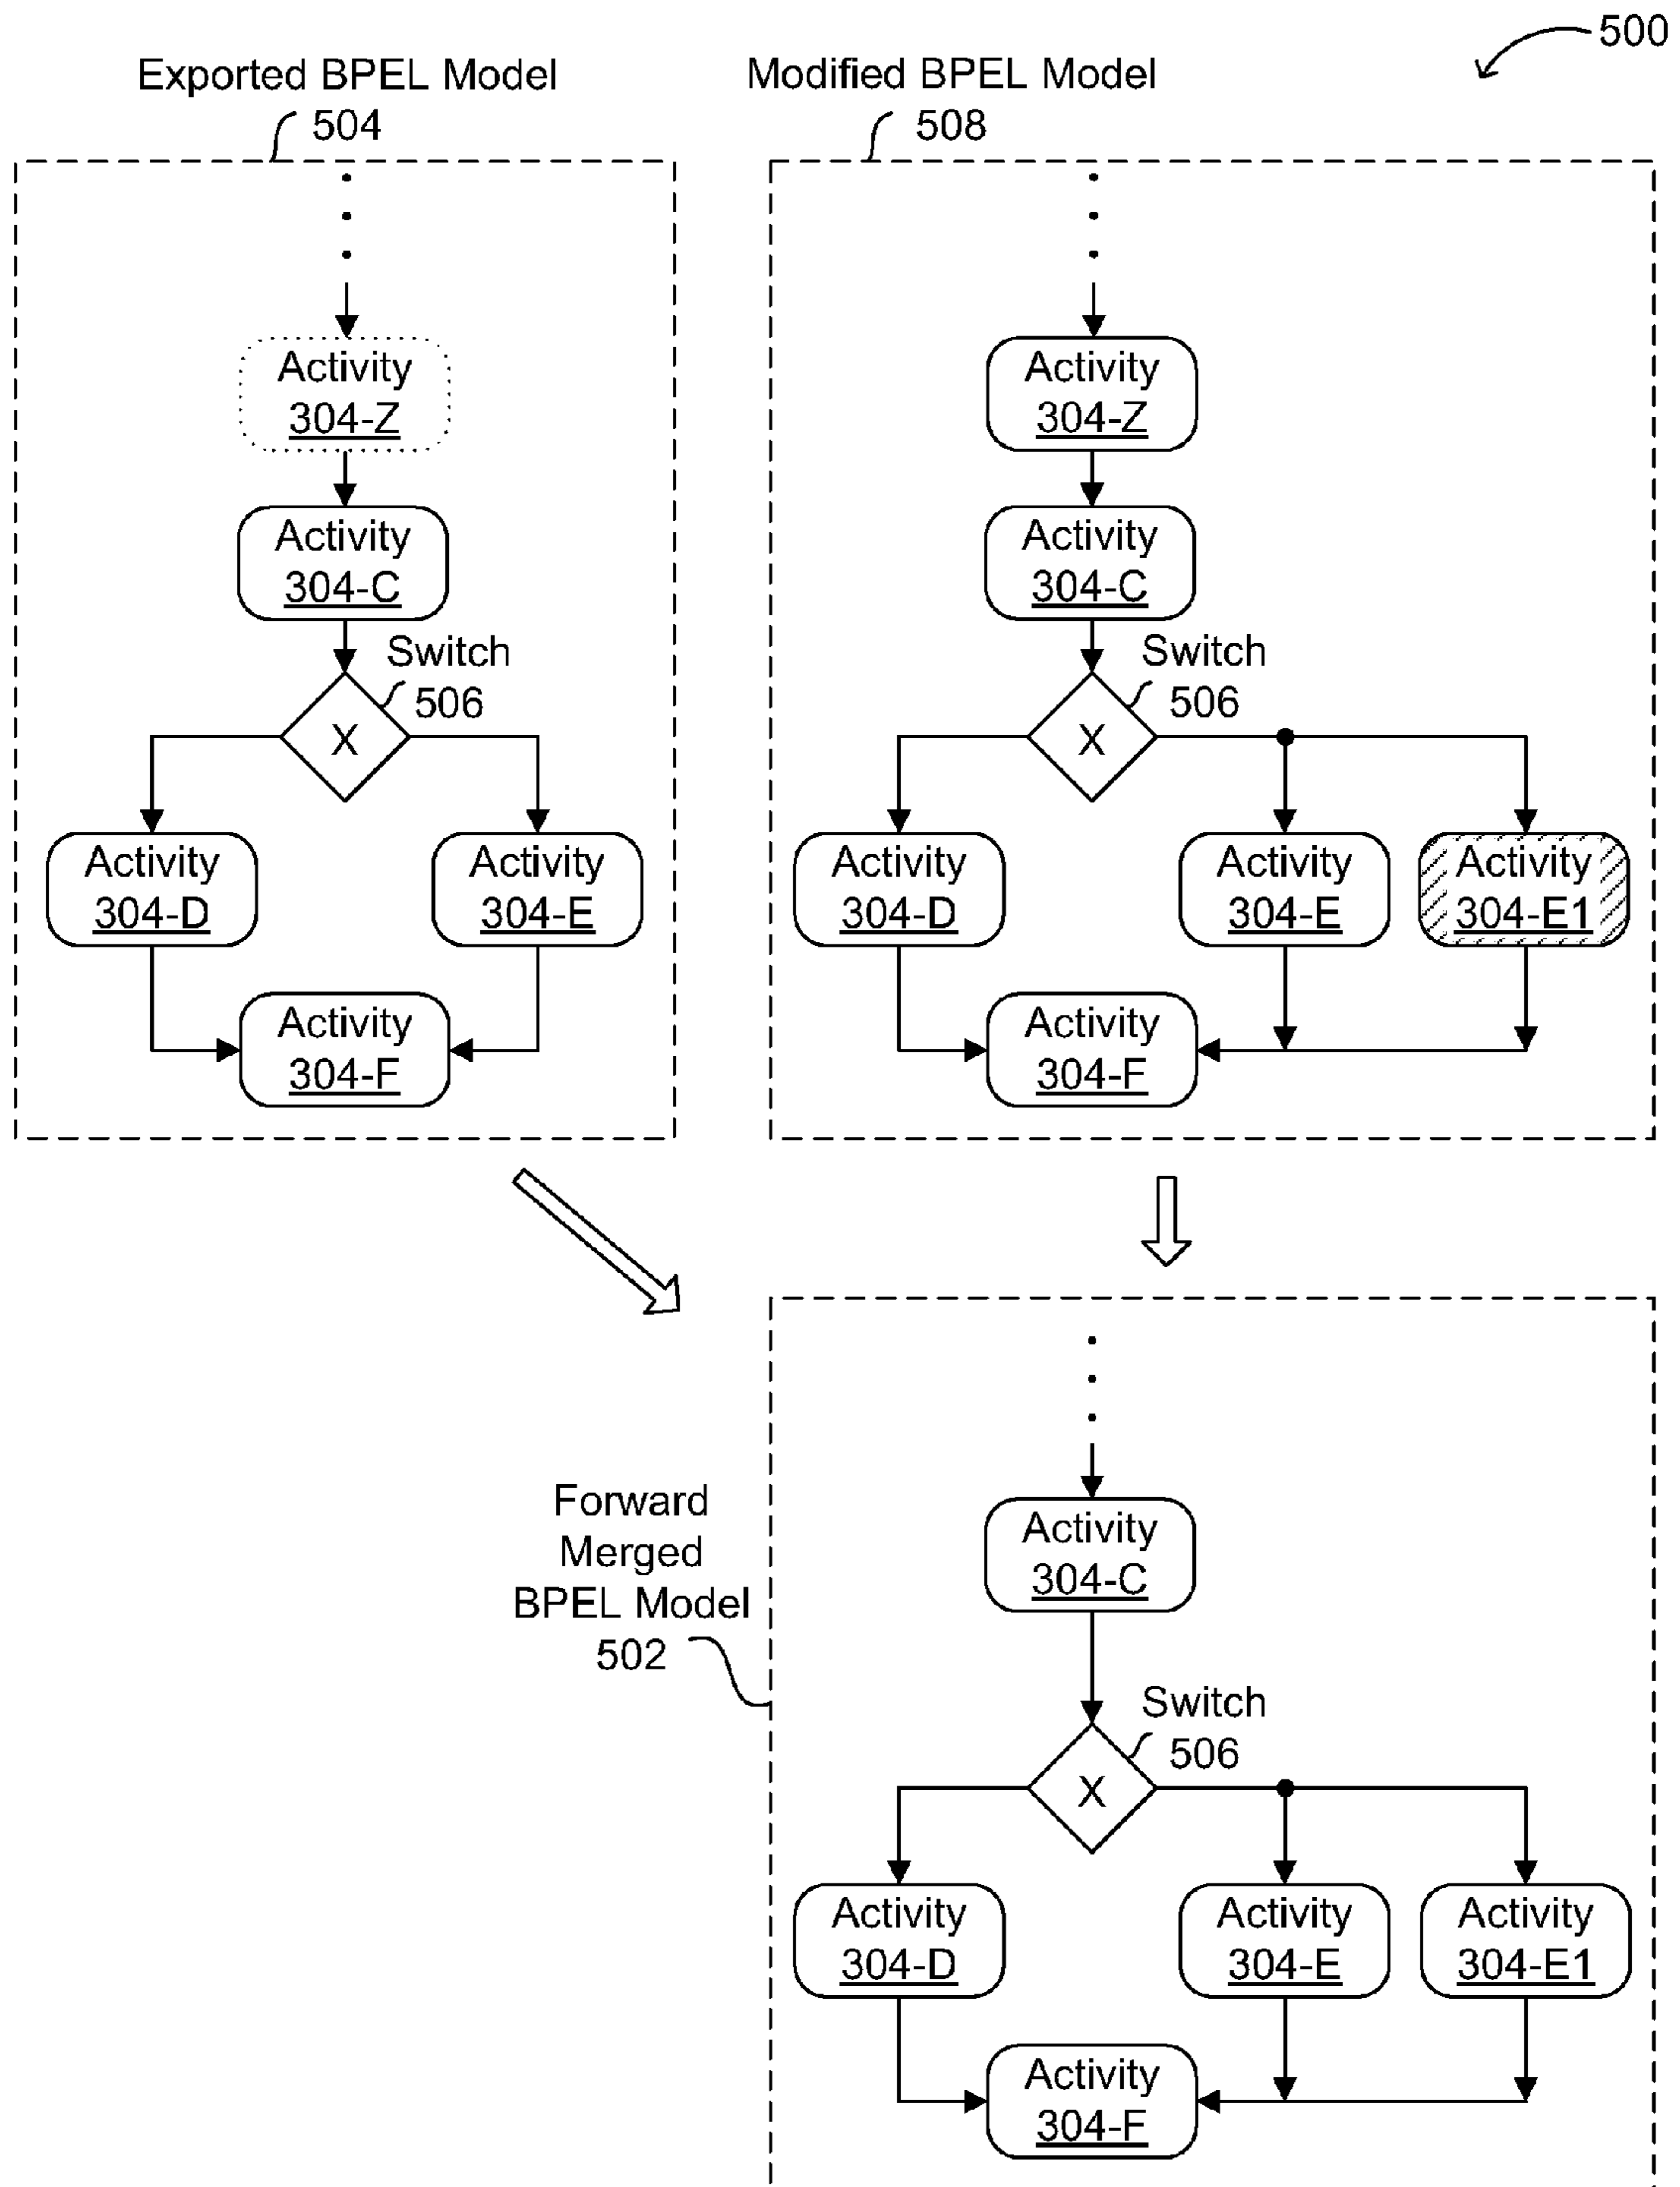 500
Exported BPEL Model
504
Modified BPEL Model
508
Activity
304-Z
Activity
304-C
Switch
506
X
Activity
304-D
Activity
304-E
Activity
304-F
Activity
304-Z
Activity
304-C
Switch
506
X
Activity
304-D
Activity
304-E
Activity
304-E1
Activity
304-F
Forward
Merged
BPEL Model
502
Activity
304-C
Switch
506
X
Activity
304-D
Activity
304-E
Activity
304-E1
Activity
304-F